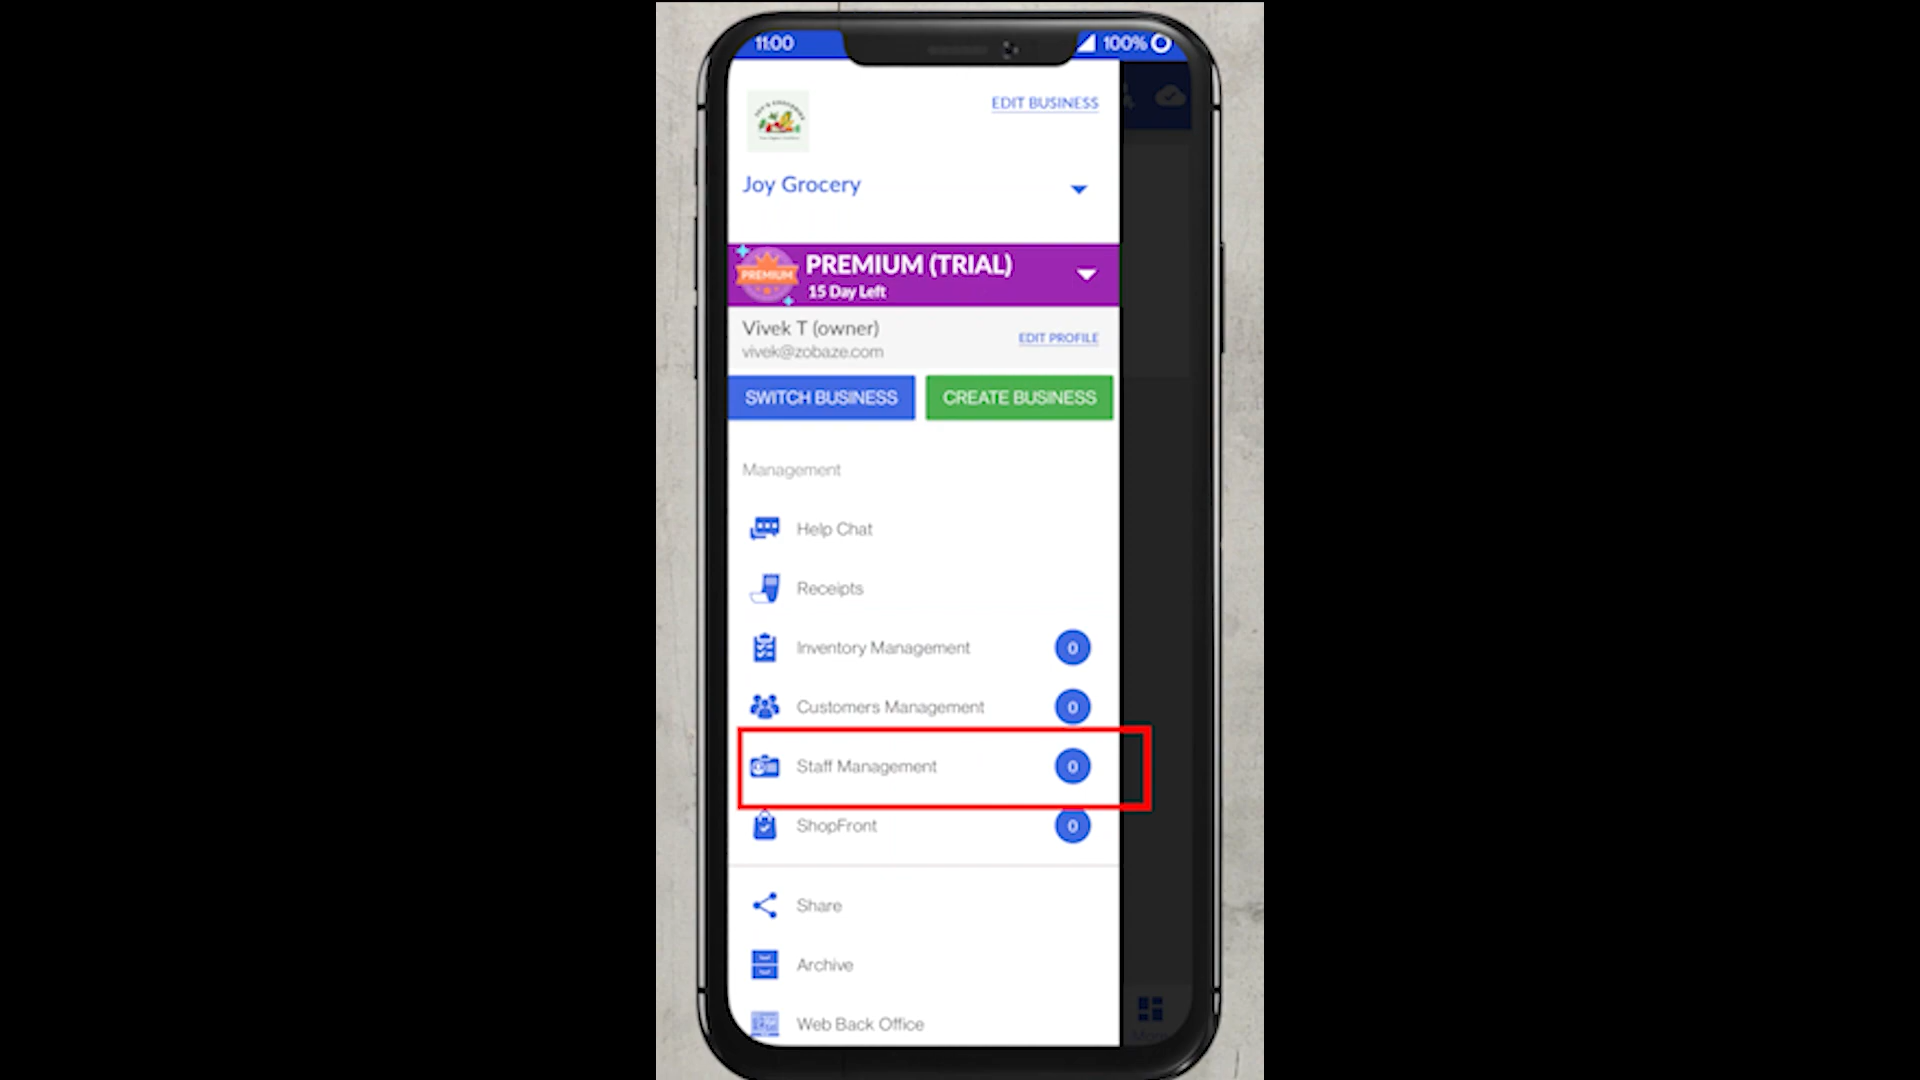 11:00
100%
EDIT BUSINESS
Joy Grocery
PREMIUM
PREMIUM (TRIAL)
15 Day Left
Vivek T (owner)
vivek@zobaze.com
EDIT PROFILE
SWITCH BUSINESS
CREATE BUSINESS
Management
Help Chat
Receipts
Inventory Management
0
Customers Management
0
Staff Management
0
ShopFront
0
Share
Archive
Web Back Office